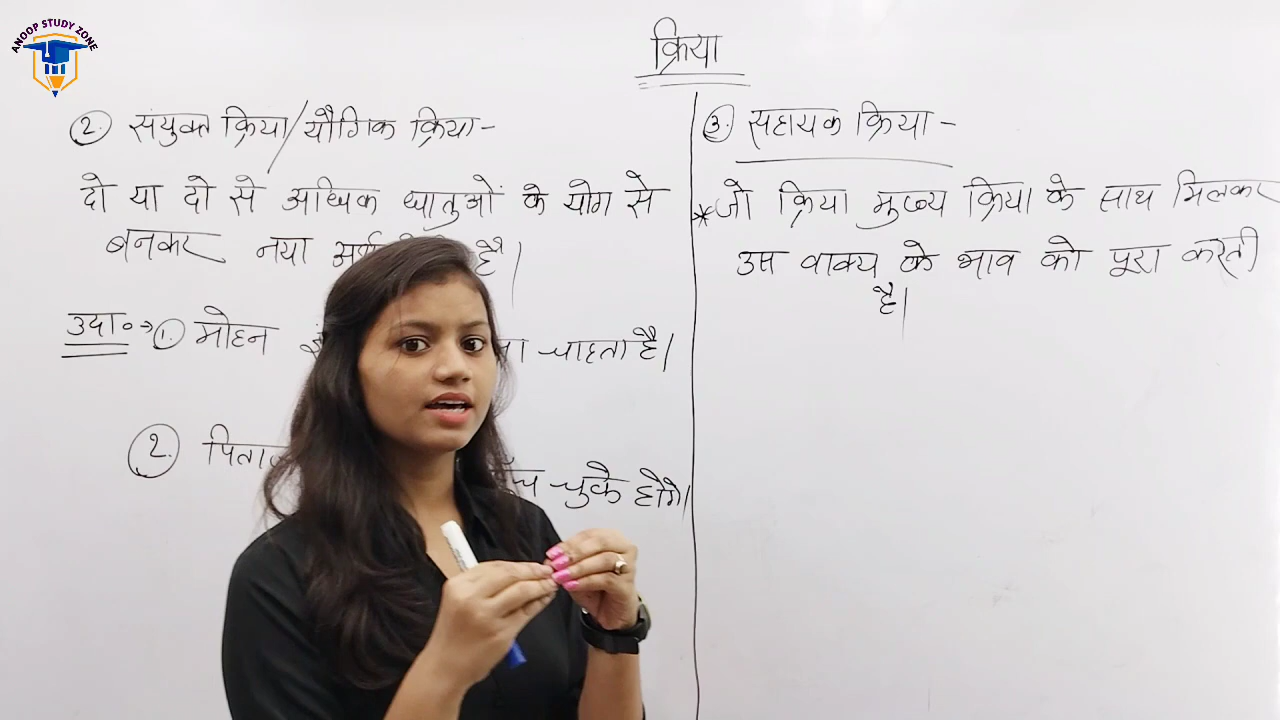 ANOOP STUDY ZONE
क्रिया
2. संयुक्त क्रिया/यौगिक क्रिया-
दो या दो से अधिक धातुओं के योग से
बनकर नया है।
उदा०→ 1. मोहन चाहता है।
2. चुके होंगे।
3. सहायक क्रिया-
*जो क्रिया मुख्य क्रिया के साथ मिलकर
उस वाक्य के भाव को पूरा करती
है।